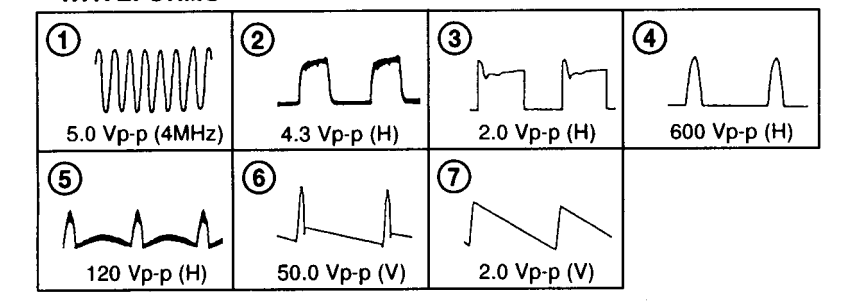 ① ② ③ ④
5.0 Vp-p (4MHz) 4.3 Vp-p (H) 2.0 Vp-p (H) 600 Vp-p (H)
⑤ ⑥ ⑦
120 Vp-p (H) 50.0 Vp-p (V) 2.0 Vp-p (V)